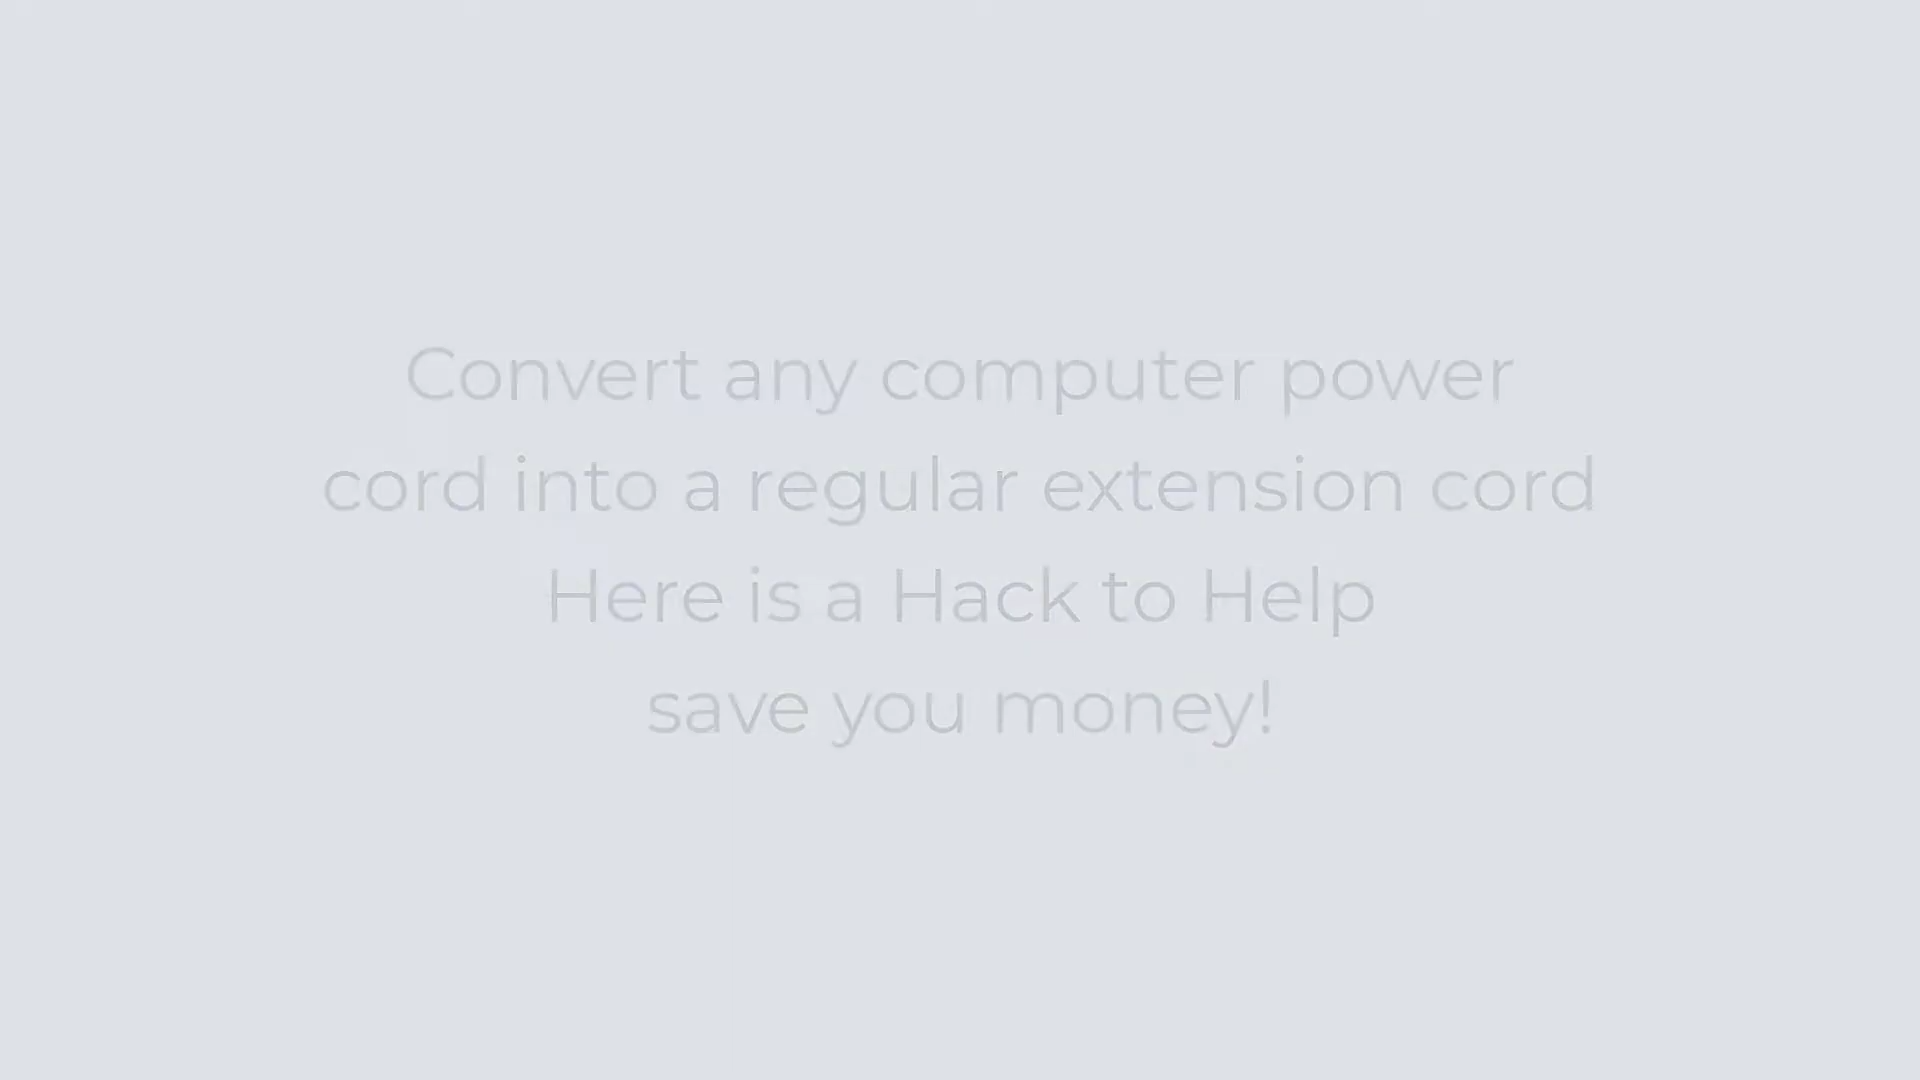 Convert any computer power
cord into a regular extension cord
Here is a Hack to Help
save you money!